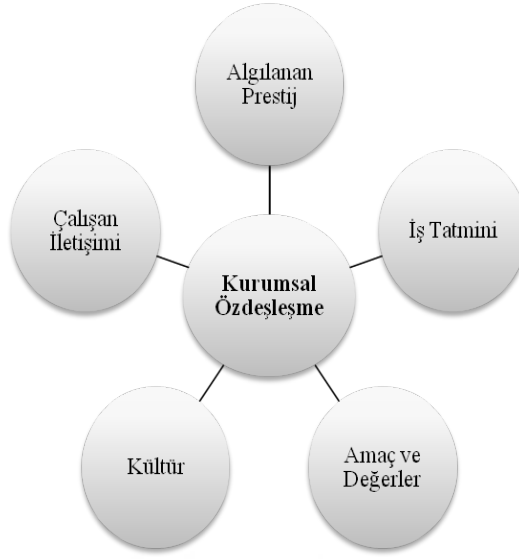 Algılanan
Prestij
Çalışan
İletişimi
İş Tatmini
Kurumsal
Özdeşleşme
Kültür
Amaç ve
Değerler